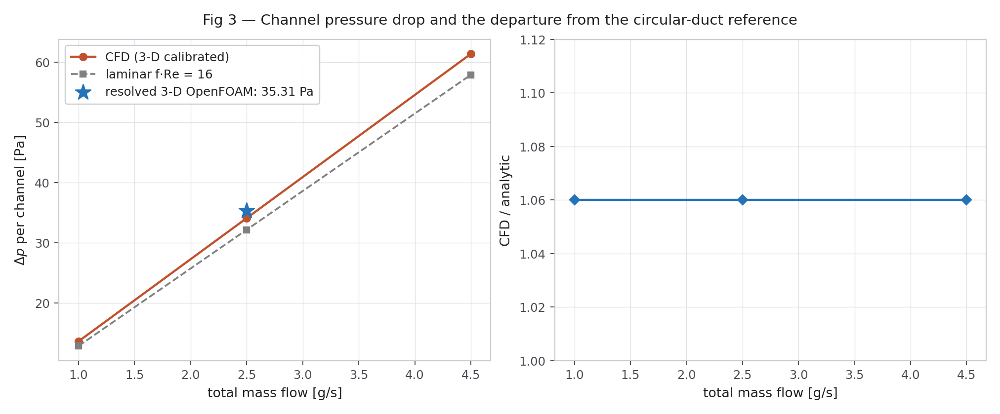 Fig 3 — Channel pressure drop and the departure from the circular-duct reference
CFD (3-D calibrated)
laminar f·Re = 16
resolved 3-D OpenFOAM: 35.31 Pa
Δp per channel [Pa]
60
50
40
30
20
1.0 1.5 2.0 2.5 3.0 3.5 4.0 4.5
total mass flow [g/s]
CFD / analytic
1.12
1.10
1.08
1.06
1.04
1.02
1.00
1.0 1.5 2.0 2.5 3.0 3.5 4.0 4.5
total mass flow [g/s]